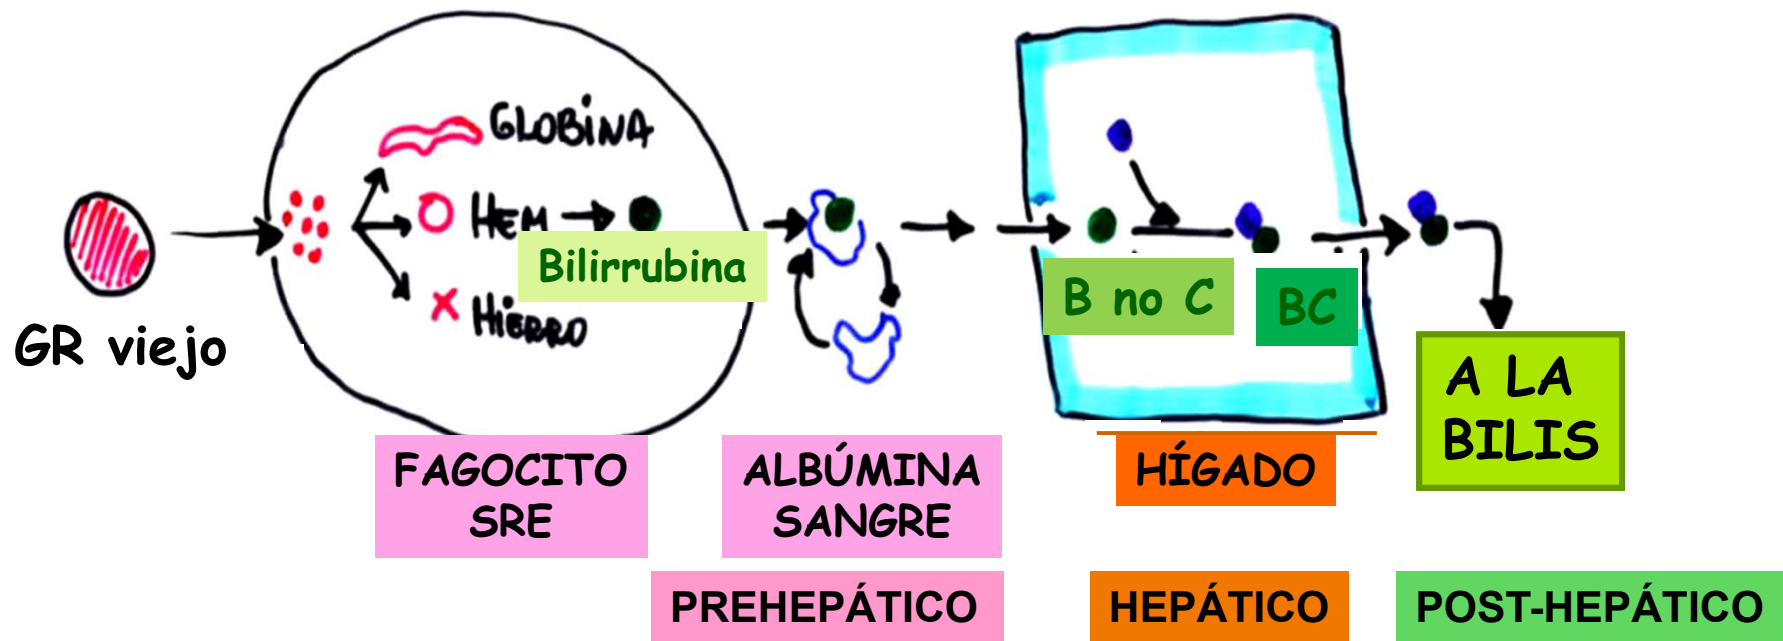 GR viejo
GLOBINA
HEM
Bilirrubina
HIERRO
B no C
BC
A LA
BILIS
FAGOCITO
SRE
ALBÚMINA
SANGRE
HÍGADO
PREHEPÁTICO
HEPÁTICO
POST-HEPÁTICO